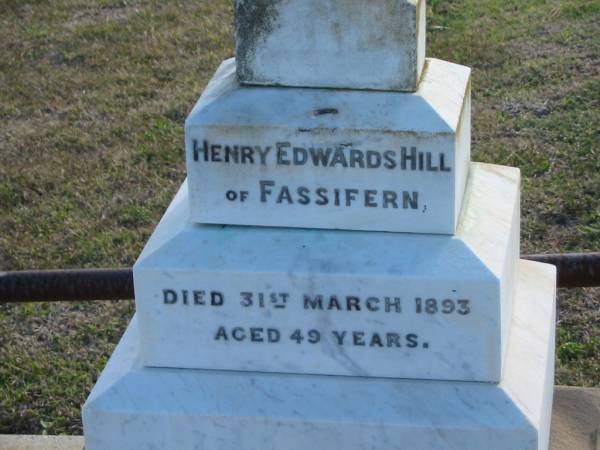 HENRY EDWARDS HILL
OF FASSIFERN,
DIED 31ST MARCH 1893
AGED 49 YEARS.